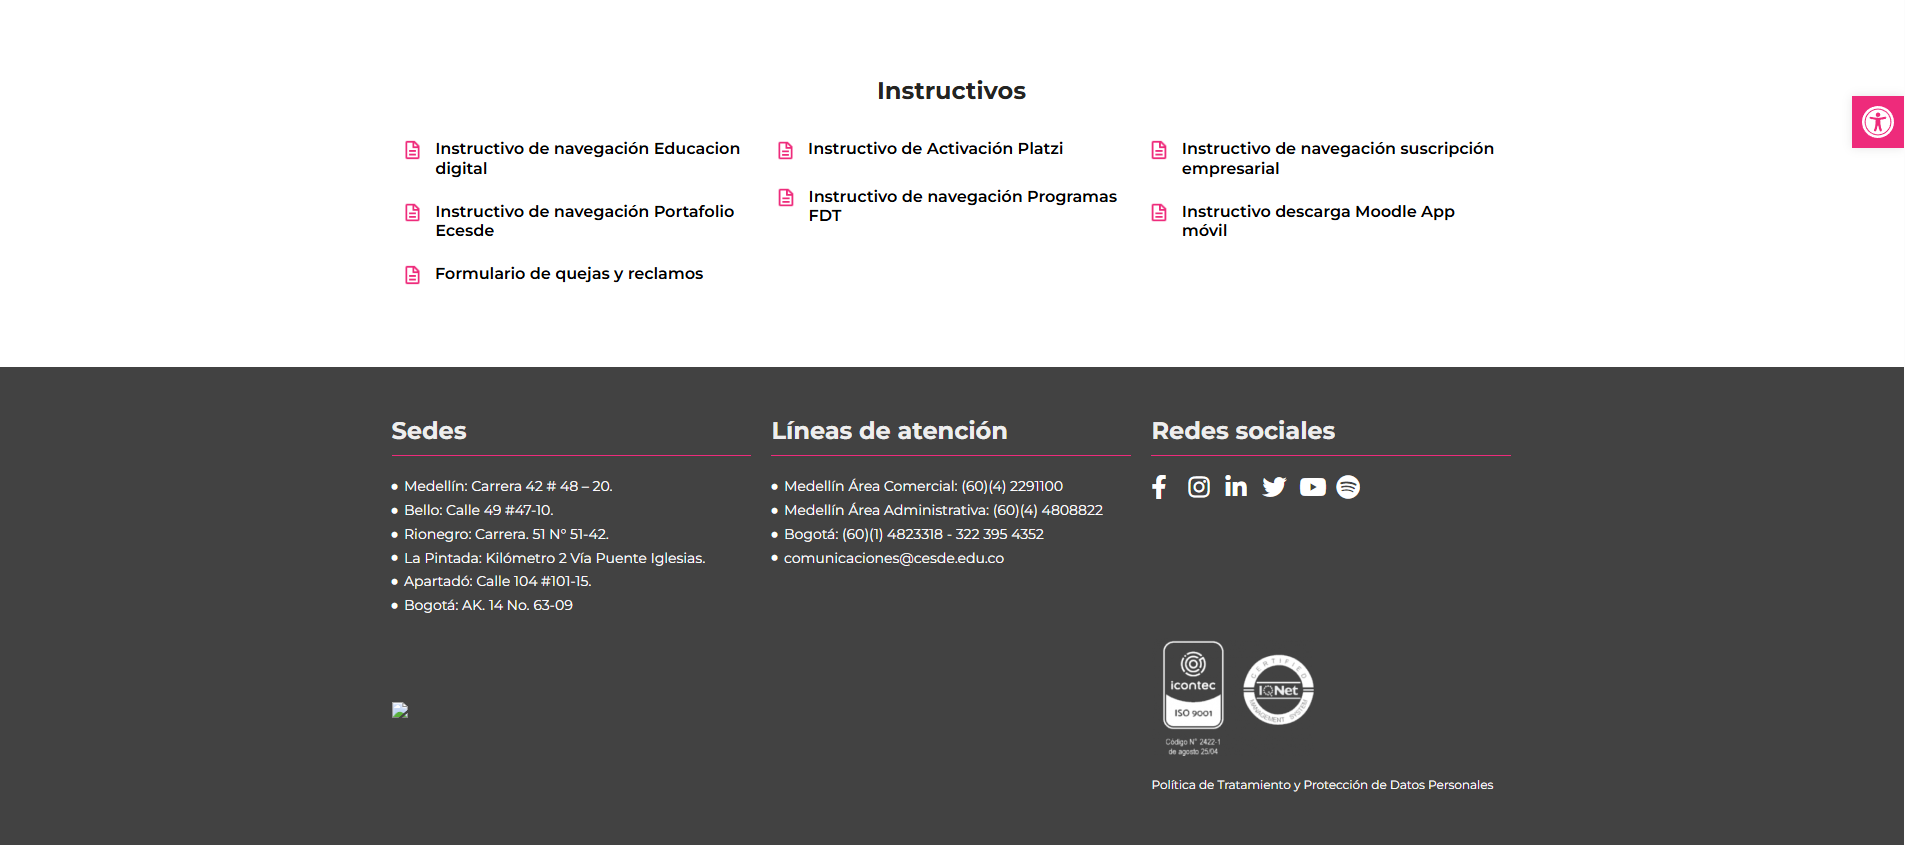 Instructivos
Instructivo de navegación Educacion
digital
Instructivo de navegación Portafolio
Ecesde
Formulario de quejas y reclamos
Instructivo de Activación Platzi
Instructivo de navegación Programas
FDT
Instructivo de navegación suscripción
empresarial
Instructivo descarga Moodle App
móvil
Sedes
Medellín: Carrera 42 # 48 – 20.
Bello: Calle 49 #47-10.
Rionegro: Carrera. 51 N° 51-42.
La Pintada: Kilómetro 2 Vía Puente Iglesias.
Apartadó: Calle 104 #101-15.
Bogotá: AK. 14 No. 63-09
Líneas de atención
Medellín Área Comercial: (60)(4) 2291100
Medellín Área Administrativa: (60)(4) 4808822
Bogotá: (60)(1) 4823318 - 322 395 4352
comunicaciones@cesde.edu.co
Redes sociales
icontec
ISO 9001
Código N° 2422-1
de agosto 25/04
CERTIFIED
IQNet
MANAGEMENT SYSTEM
Política de Tratamiento y Protección de Datos Personales